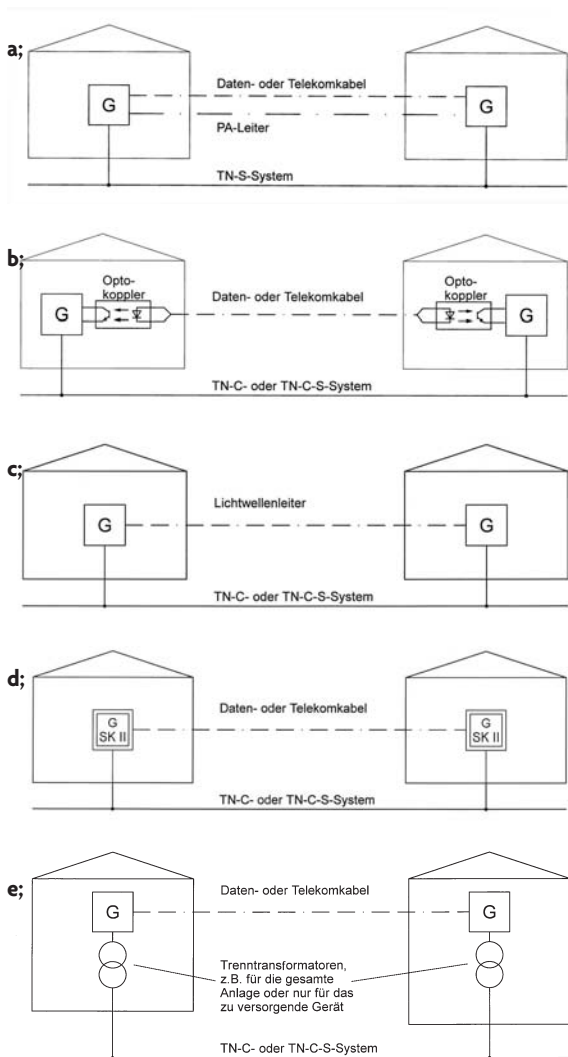 a;
Daten- oder Telekomkabel
G
G
PA-Leiter
TN-S-System
b;
Opto-
koppler
Daten- oder Telekomkabel
Opto-
koppler
G
G
TN-C- oder TN-C-S-System
c;
Lichtwellenleiter
G
G
TN-C- oder TN-C-S-System
d;
Daten- oder Telekomkabel
G
SK II
G
SK II
TN-C- oder TN-C-S-System
e;
Daten- oder Telekomkabel
G
G
Trenntransformatoren,
z.B. für die gesamte
Anlage oder nur für das
zu versorgende Gerät
TN-C- oder TN-C-S-System